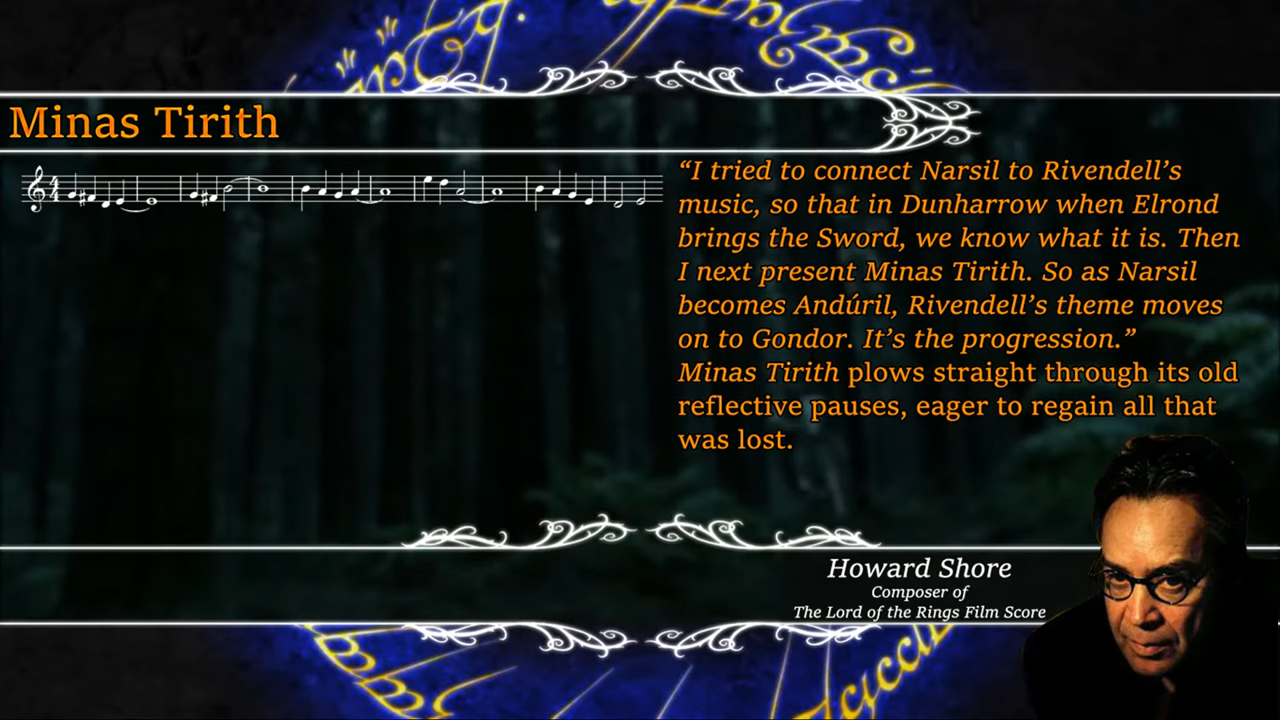 Minas Tirith
“I tried to connect Narsil to Rivendell’s
music, so that in Dunharrow when Elrond
brings the Sword, we know what it is. Then
I next present Minas Tirith. So as Narsil
becomes Andúril, Rivendell’s theme moves
on to Gondor. It’s the progression.”
Minas Tirith plows straight through its old
reflective pauses, eager to regain all that
was lost.
Howard Shore
Composer of
The Lord of the Rings Film Score